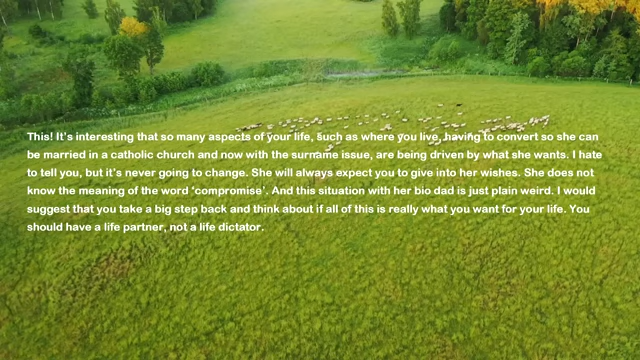 This! It's interesting that so many aspects of your life, such as where you live, having to convert so she can
be married in a catholic church and now with the surname issue, are being driven by what she wants. I hate
to tell you, but it's never going to change. She will always expect you to give into her wishes. She does not
know the meaning of the word 'compromise'. And this situation with her bio dad is just plain weird. I would
suggest that you take a big step back and think about if all of this is really what you want for your life. You
should have a life partner, not a life dictator.